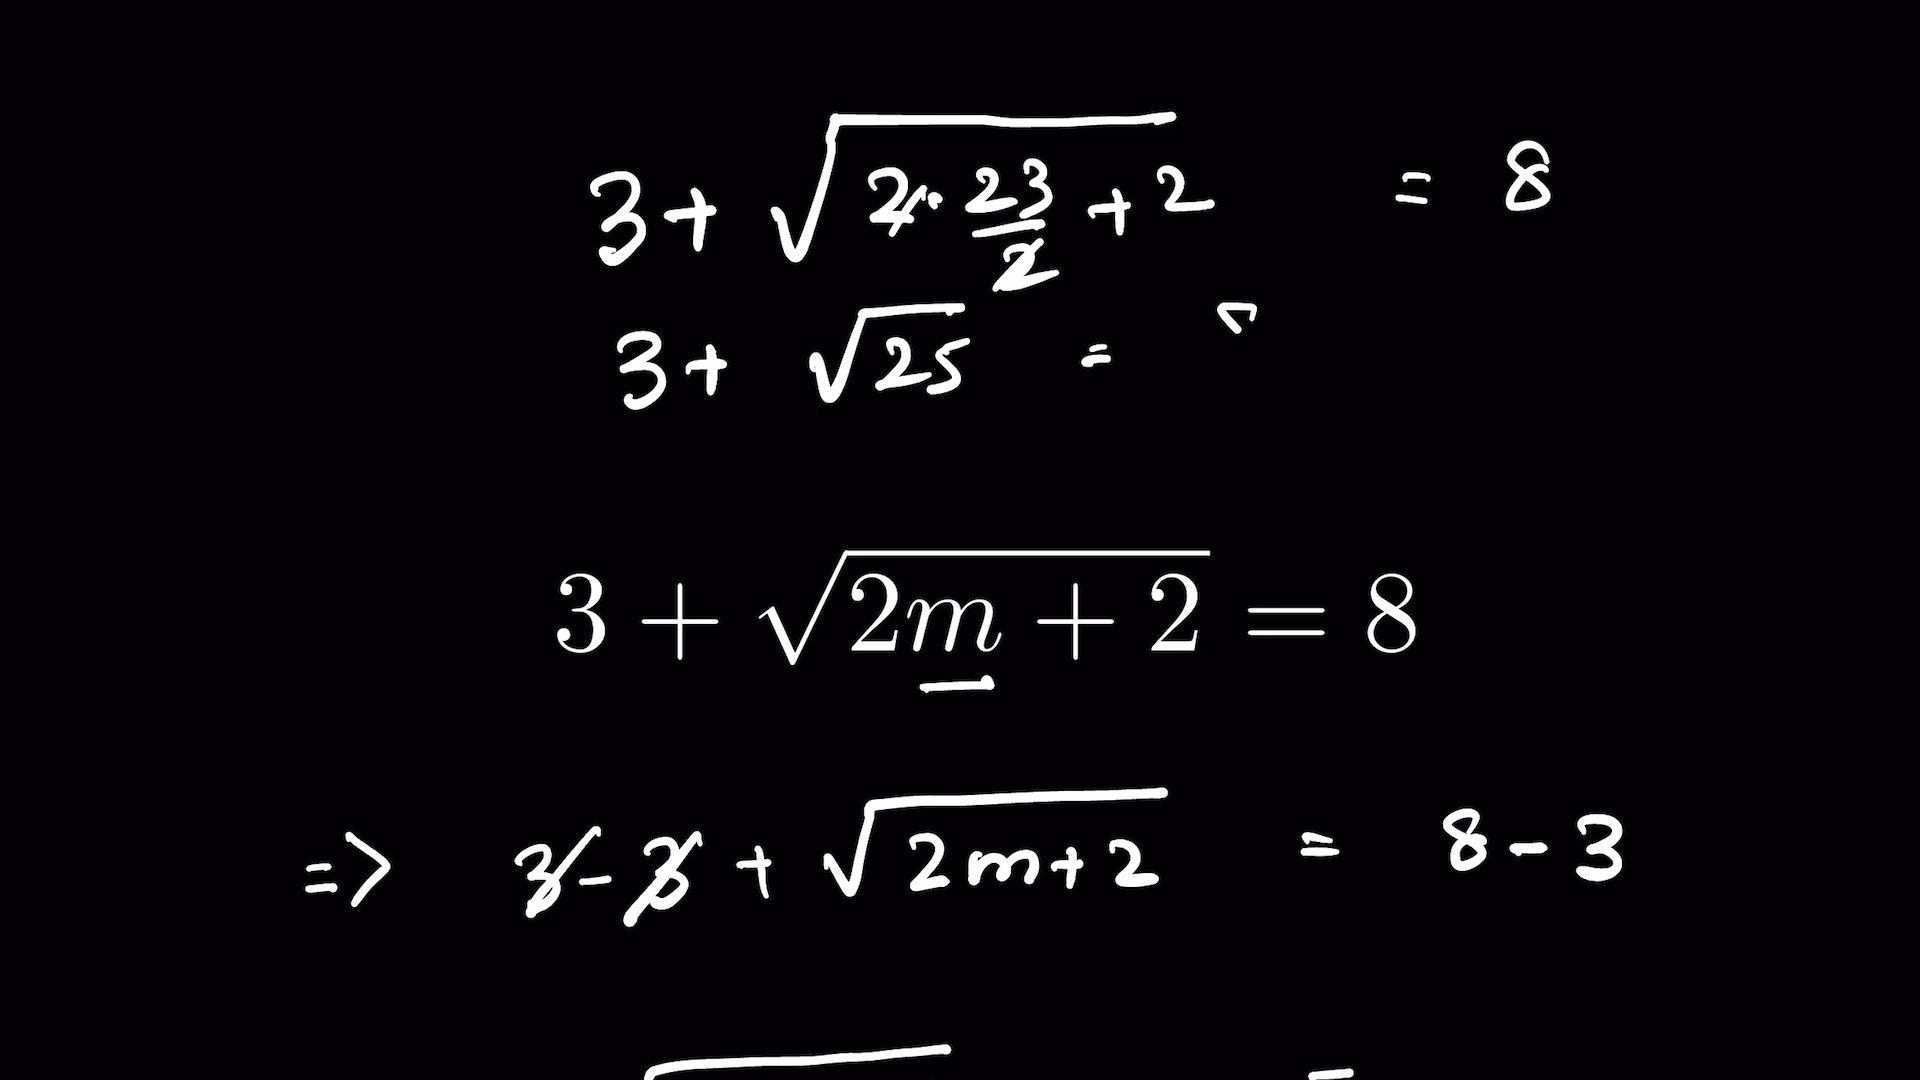 3 + √(2 · 23/2 + 2) = 8
3 + √25 =
3 + √(2m + 2) = 8
=> 3 - 3 + √(2m + 2) = 8 - 3
=